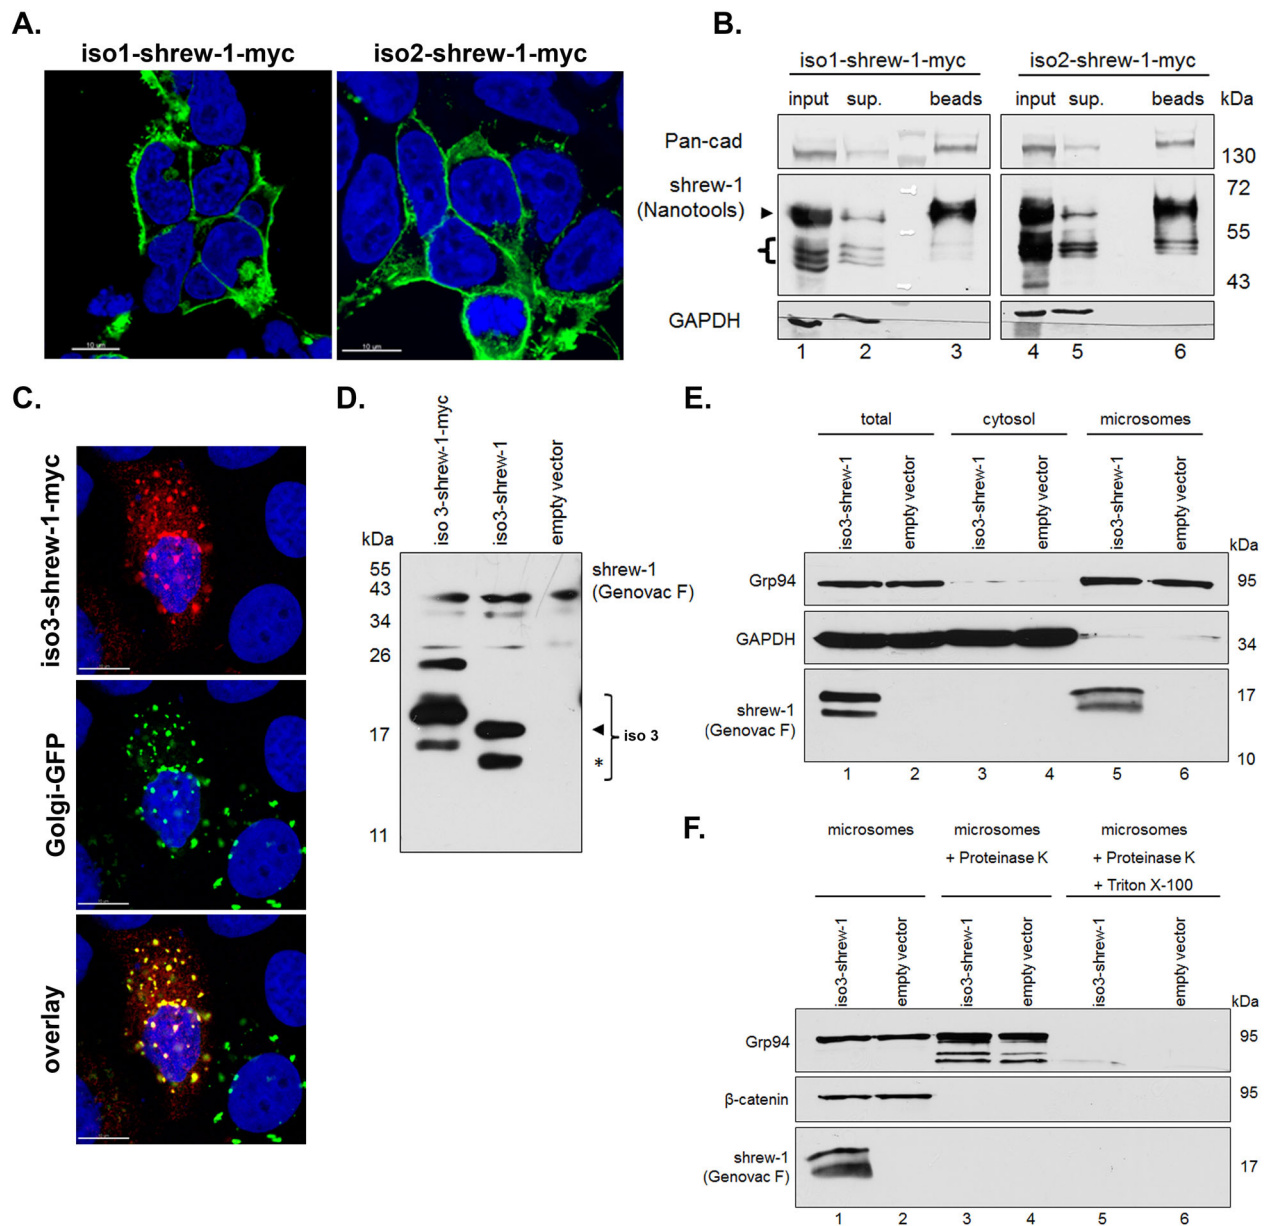 A.
iso1-shrew-1-myc
iso2-shrew-1-myc
10 µm
10 µm
B.
iso1-shrew-1-myc
iso2-shrew-1-myc
input
sup.
beads
input
sup.
beads
kDa
Pan-cad
130
shrew-1
(Nanotools)
72
55
43
GAPDH
1
2
3
4
5
6
C.
iso3-shrew-1-myc
Golgi-GFP
overlay
D.
iso 3-shrew-1-myc
iso3-shrew-1
empty vector
kDa
55
43
34
26
17
11
shrew-1
(Genovac F)
iso 3
*
E.
total
cytosol
microsomes
iso3-shrew-1
empty vector
iso3-shrew-1
empty vector
iso3-shrew-1
empty vector
kDa
Grp94
95
GAPDH
34
shrew-1
(Genovac F)
17
10
1
2
3
4
5
6
F.
microsomes
microsomes
+ Proteinase K
microsomes
+ Proteinase K
+ Triton X-100
iso3-shrew-1
empty vector
iso3-shrew-1
empty vector
iso3-shrew-1
empty vector
kDa
Grp94
95
β-catenin
95
shrew-1
(Genovac F)
17
1
2
3
4
5
6